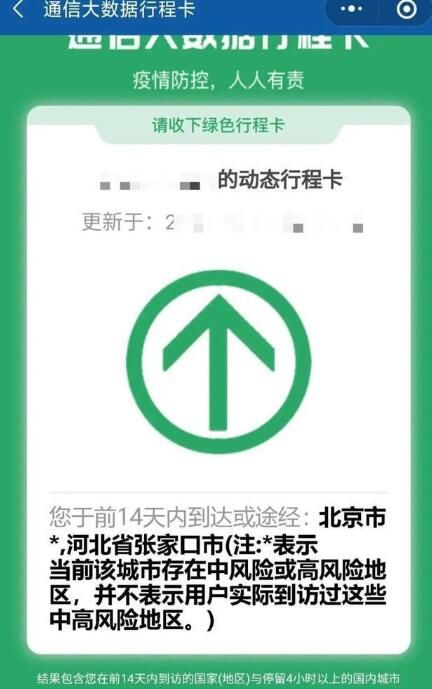 通信大数据行程卡
通信大数据行程卡
疫情防控，人人有责
请收下绿色行程卡
的动态行程卡
更新于：2
您于前14天内到达或途经：北京市
*,河北省张家口市(注:*表示
当前该城市存在中风险或高风险地
区，并不表示用户实际到访过这些
中高风险地区。)
结果包含您在前14天内到访的国家(地区)与停留4小时以上的国内城市